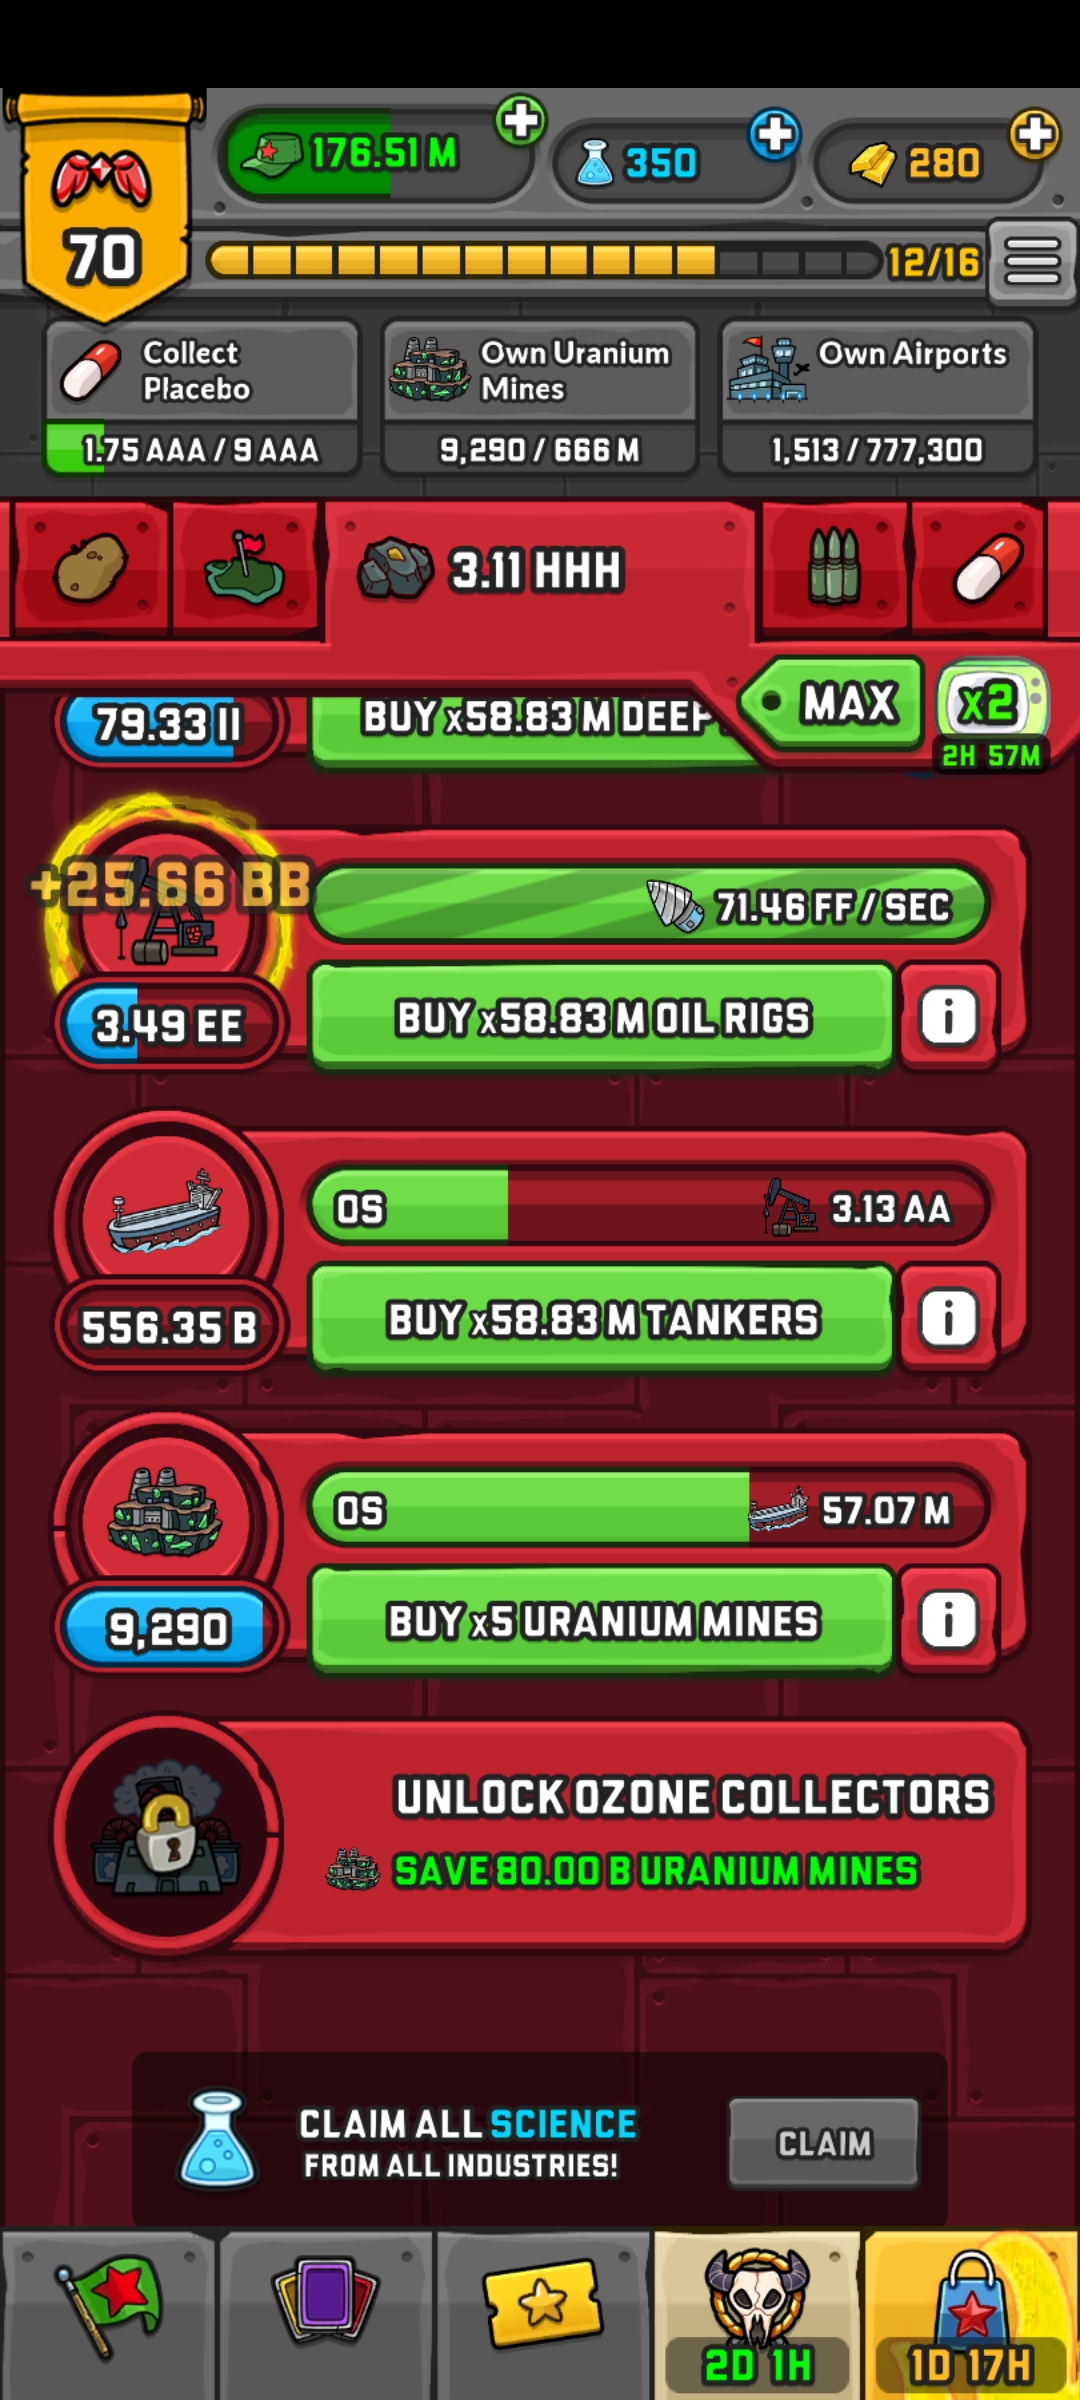 176.51 M
350
280
70
12/16
Collect
Placebo
1.75 AAA / 9 AAA
Own Uranium
Mines
9,290 / 666 M
Own Airports
1,513 / 777,300
3.11 HHH
MAX
x2
2H 57M
79.33 II
BUY x58.83 M DEEP
+25.66 BB
71.46 FF / SEC
3.49 EE
BUY x58.83 M OIL RIGS
i
0S
3.13 AA
556.35 B
BUY x58.83 M TANKERS
i
0S
57.07 M
9,290
BUY x5 URANIUM MINES
i
UNLOCK OZONE COLLECTORS
SAVE 80.00 B URANIUM MINES
CLAIM ALL SCIENCE
FROM ALL INDUSTRIES!
CLAIM
2D 1H
1D 17H